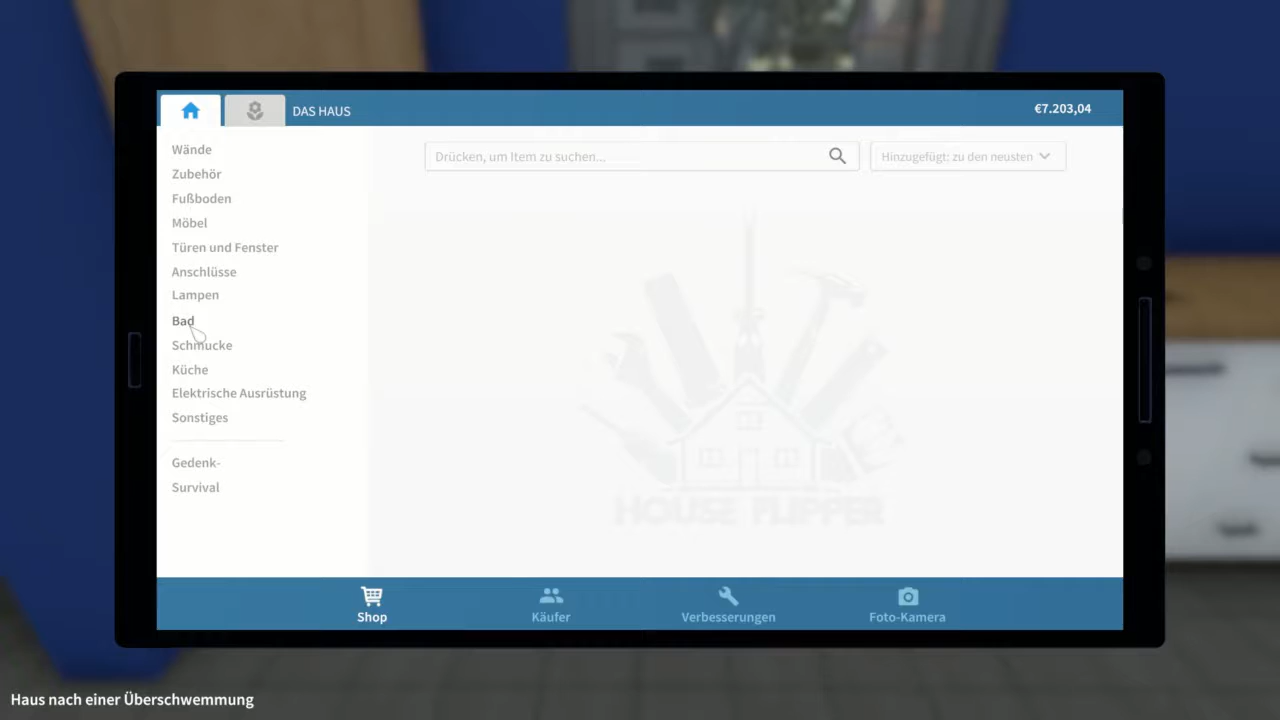 DAS HAUS
€7.203,04
Drücken, um Item zu suchen...
Hinzugefügt: zu den neusten
Wände
Zubehör
Fußboden
Möbel
Türen und Fenster
Anschlüsse
Lampen
Bad
Schmucke
Küche
Elektrische Ausrüstung
Sonstiges
Gedenk-
Survival
HOUSE FLIPPER
Shop
Käufer
Verbesserungen
Foto-Kamera
Haus nach einer Überschwemmung